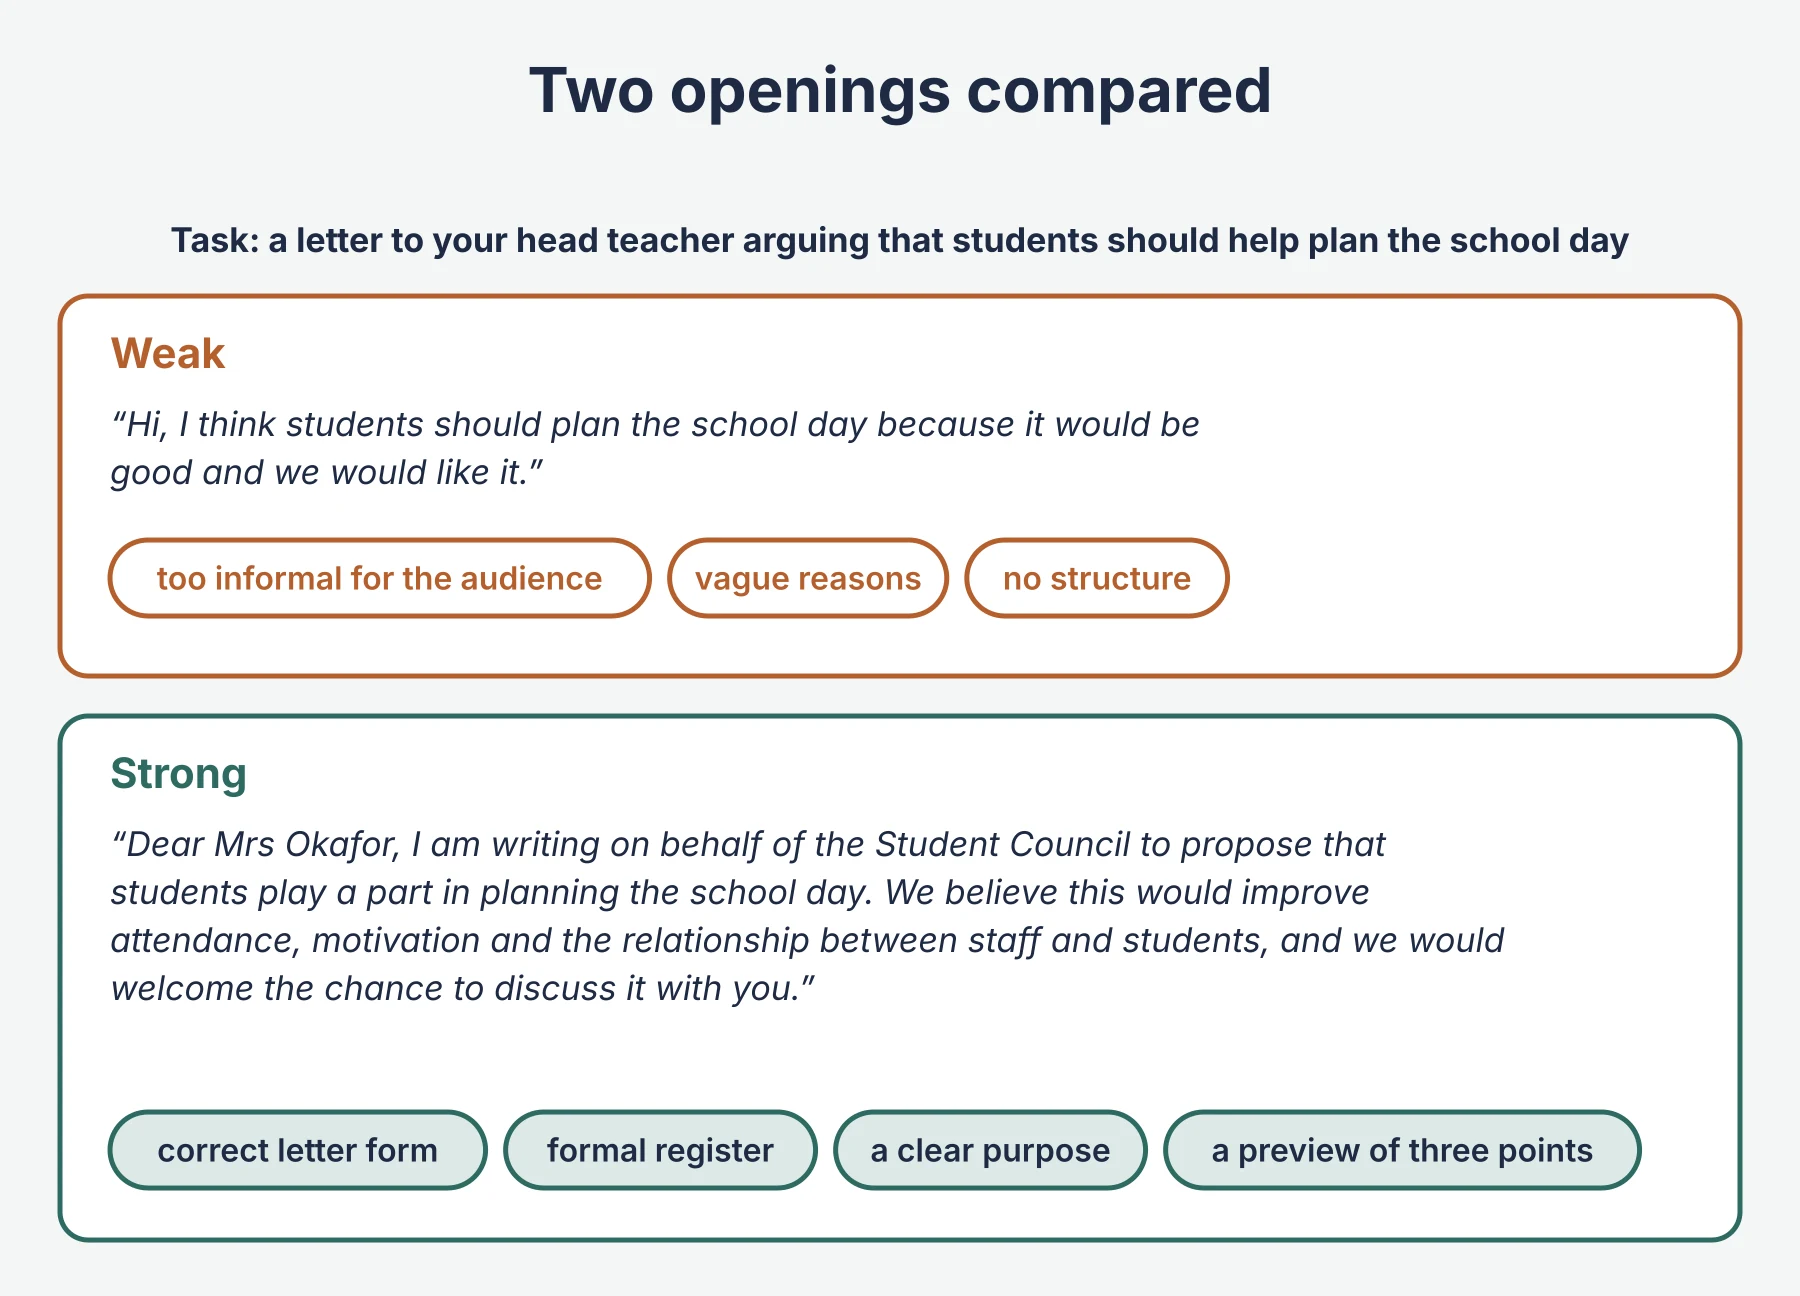 Two openings compared
Task: a letter to your head teacher arguing that students should help plan the school day
Weak
“Hi, I think students should plan the school day because it would be
good and we would like it.”
too informal for the audience
vague reasons
no structure
Strong
“Dear Mrs Okafor, I am writing on behalf of the Student Council to propose that
students play a part in planning the school day. We believe this would improve
attendance, motivation and the relationship between staff and students, and we would
welcome the chance to discuss it with you.”
correct letter form
formal register
a clear purpose
a preview of three points